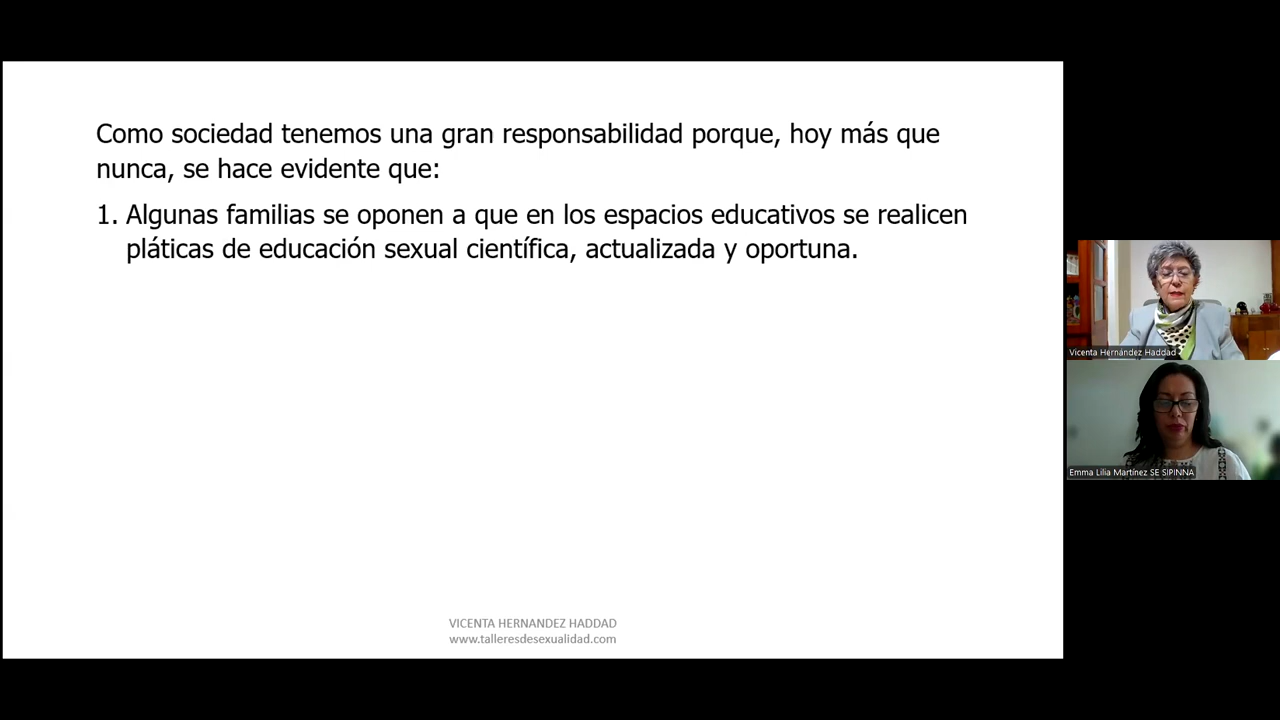 Como sociedad tenemos una gran responsabilidad porque, hoy más que
nunca, se hace evidente que:
1. Algunas familias se oponen a que en los espacios educativos se realicen
pláticas de educación sexual científica, actualizada y oportuna.
VICENTA HERNANDEZ HADDAD
www.talleresdesexualidad.com
Vicenta Hernández Haddad
Emma Lilia Martínez SE SIPINNA